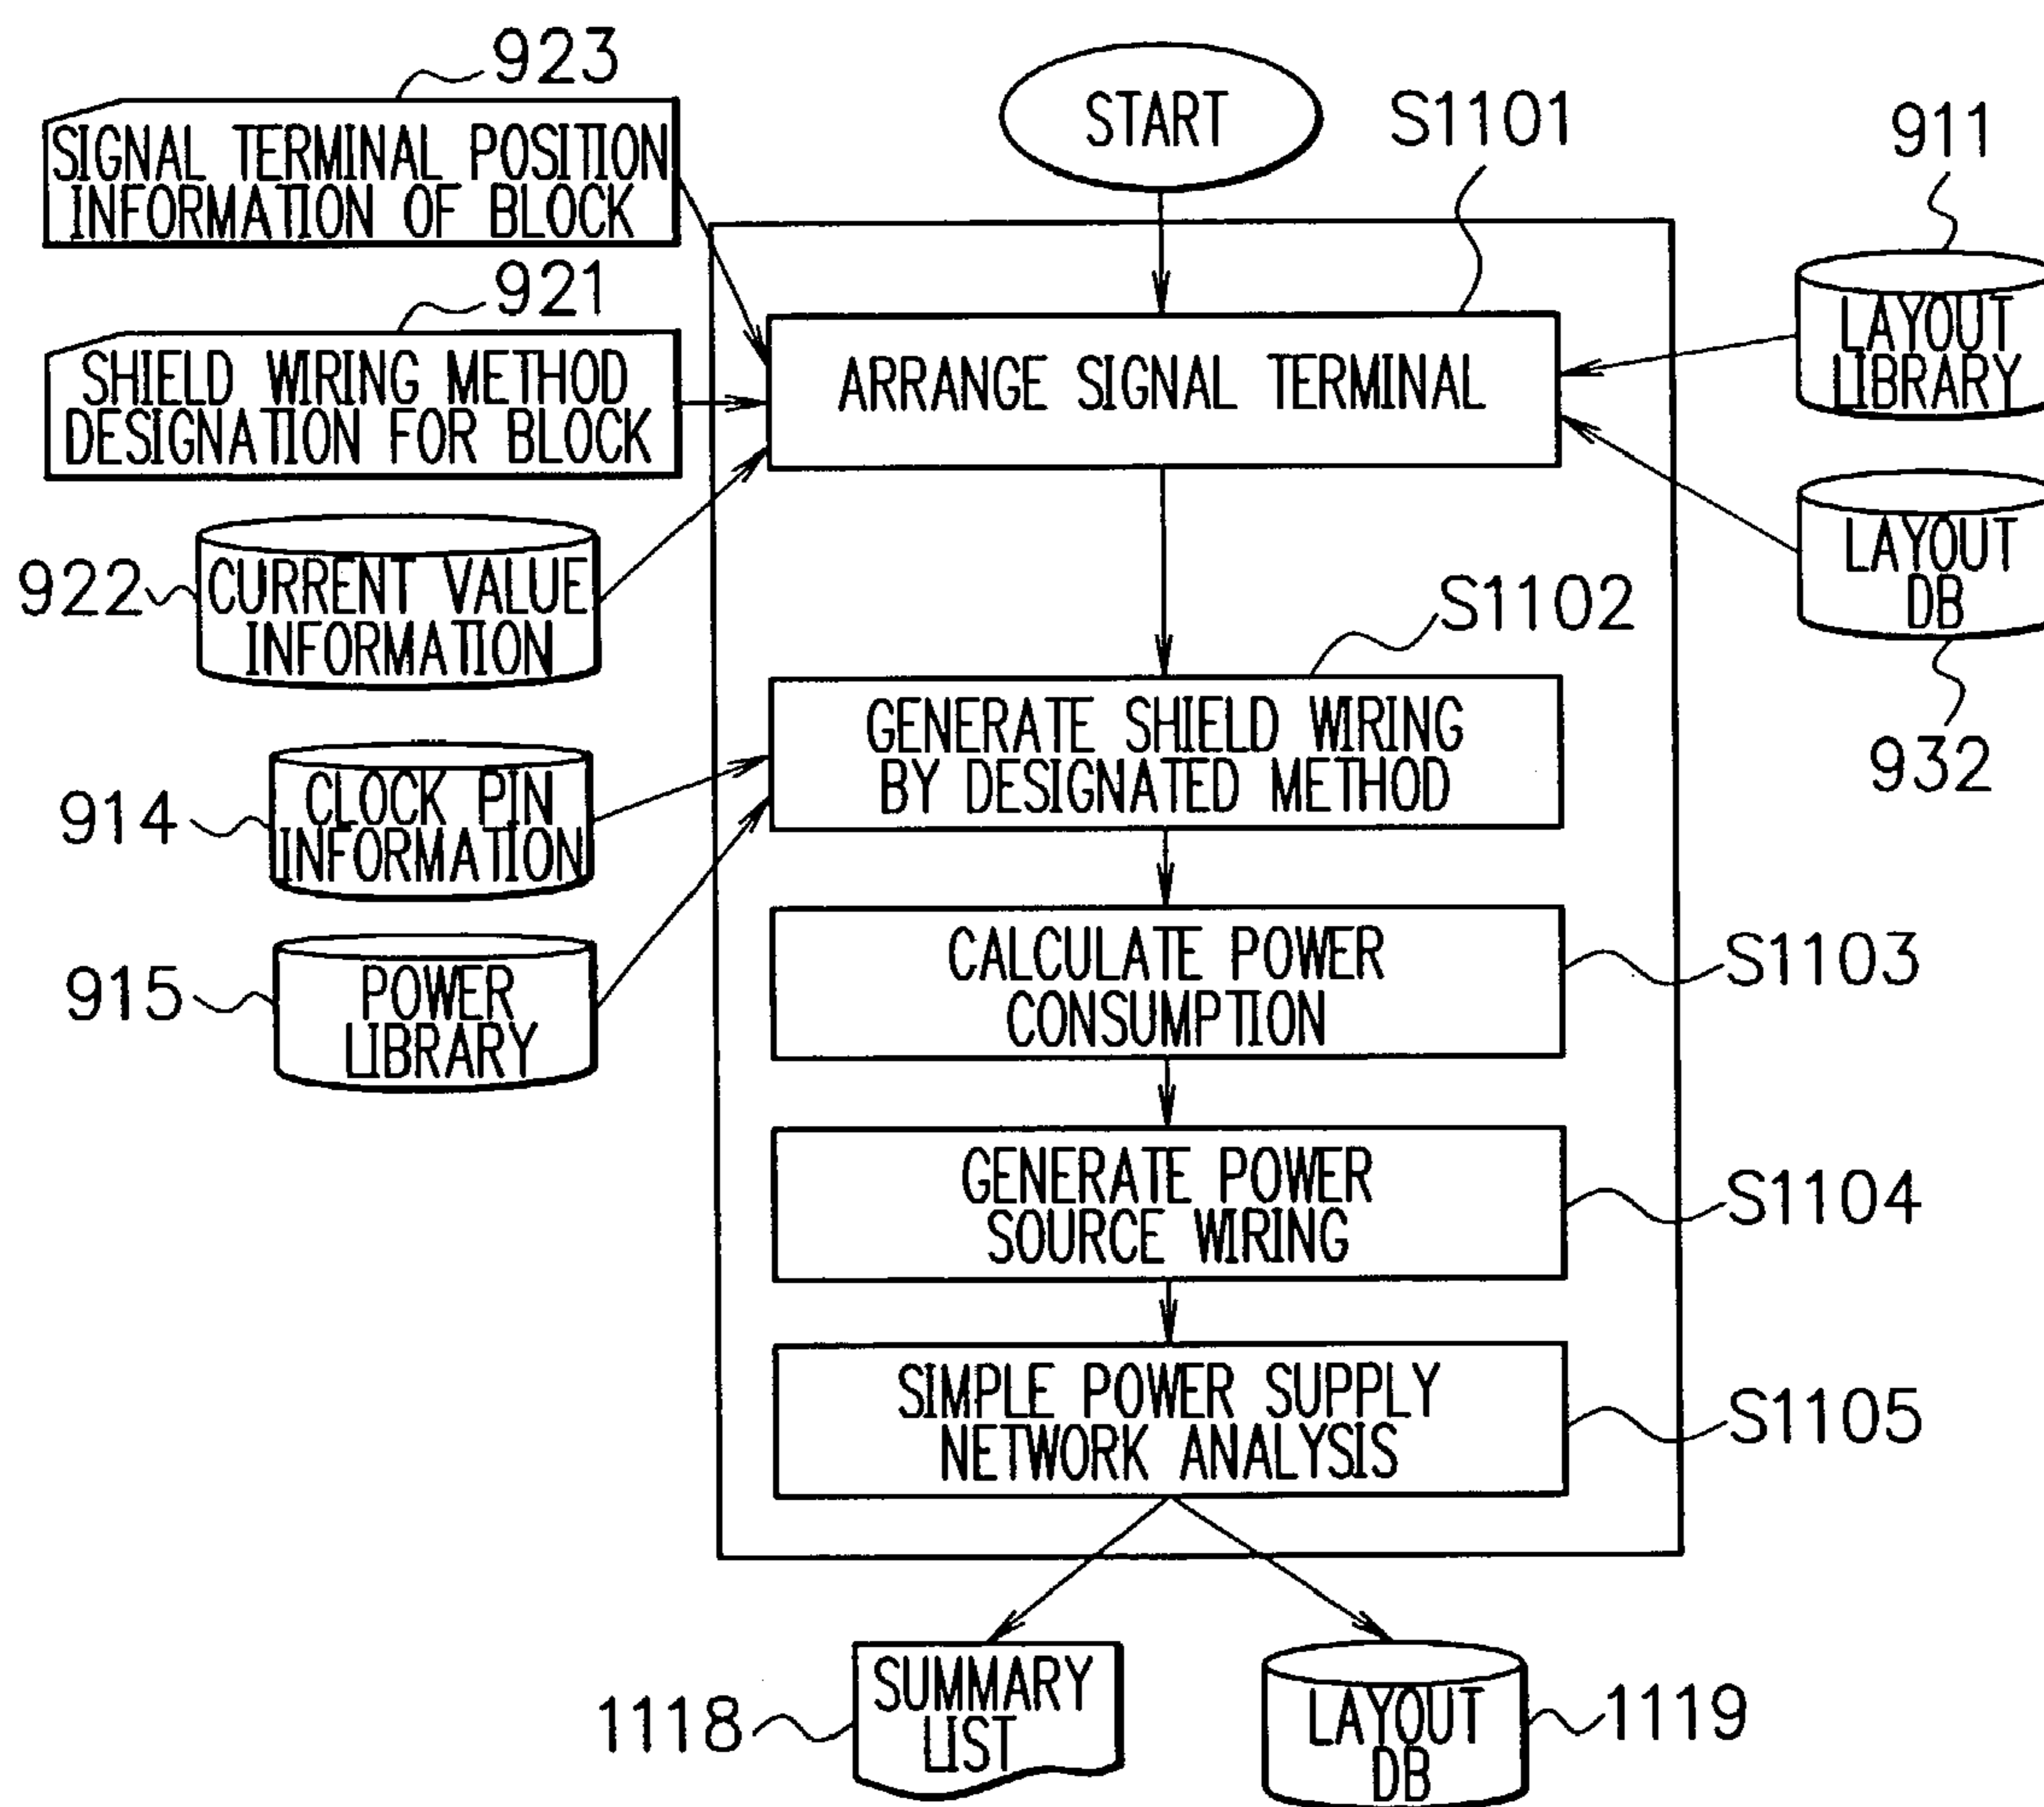 923
SIGNAL TERMINAL POSITION
INFORMATION OF BLOCK
START
S1101
911
921
SHIELD WIRING METHOD
DESIGNATION FOR BLOCK
ARRANGE SIGNAL TERMINAL
LAYOUT
LIBRARY
922
CURRENT VALUE
INFORMATION
LAYOUT
DB
932
S1102
GENERATE SHIELD WIRING
BY DESIGNATED METHOD
914
CLOCK PIN
INFORMATION
915
POWER
LIBRARY
CALCULATE POWER
CONSUMPTION
S1103
GENERATE POWER
SOURCE WIRING
S1104
SIMPLE POWER SUPPLY
NETWORK ANALYSIS
S1105
1118
SUMMARY
LIST
LAYOUT
DB
1119